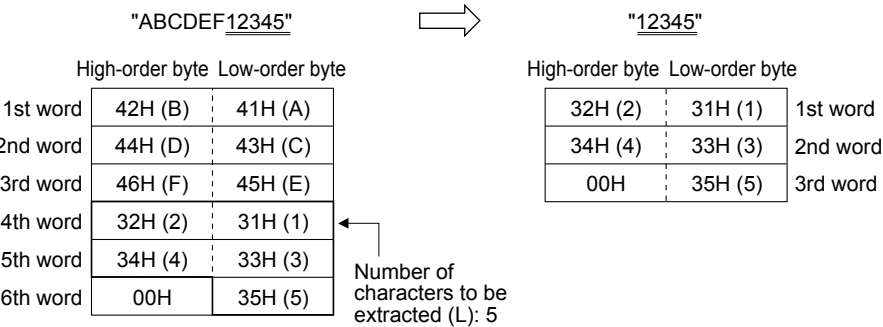 "ABCDEF12345" "12345"
High-order byte Low-order byte High-order byte Low-order byte
1st word 42H (B) 41H (A) 32H (2) 31H (1) 1st word
2nd word 44H (D) 43H (C) 34H (4) 33H (3) 2nd word
3rd word 46H (F) 45H (E) 00H 35H (5) 3rd word
4th word 32H (2) 31H (1)
5th word 34H (4) 33H (3)
6th word 00H 35H (5)
Number of
characters to be
extracted (L): 5